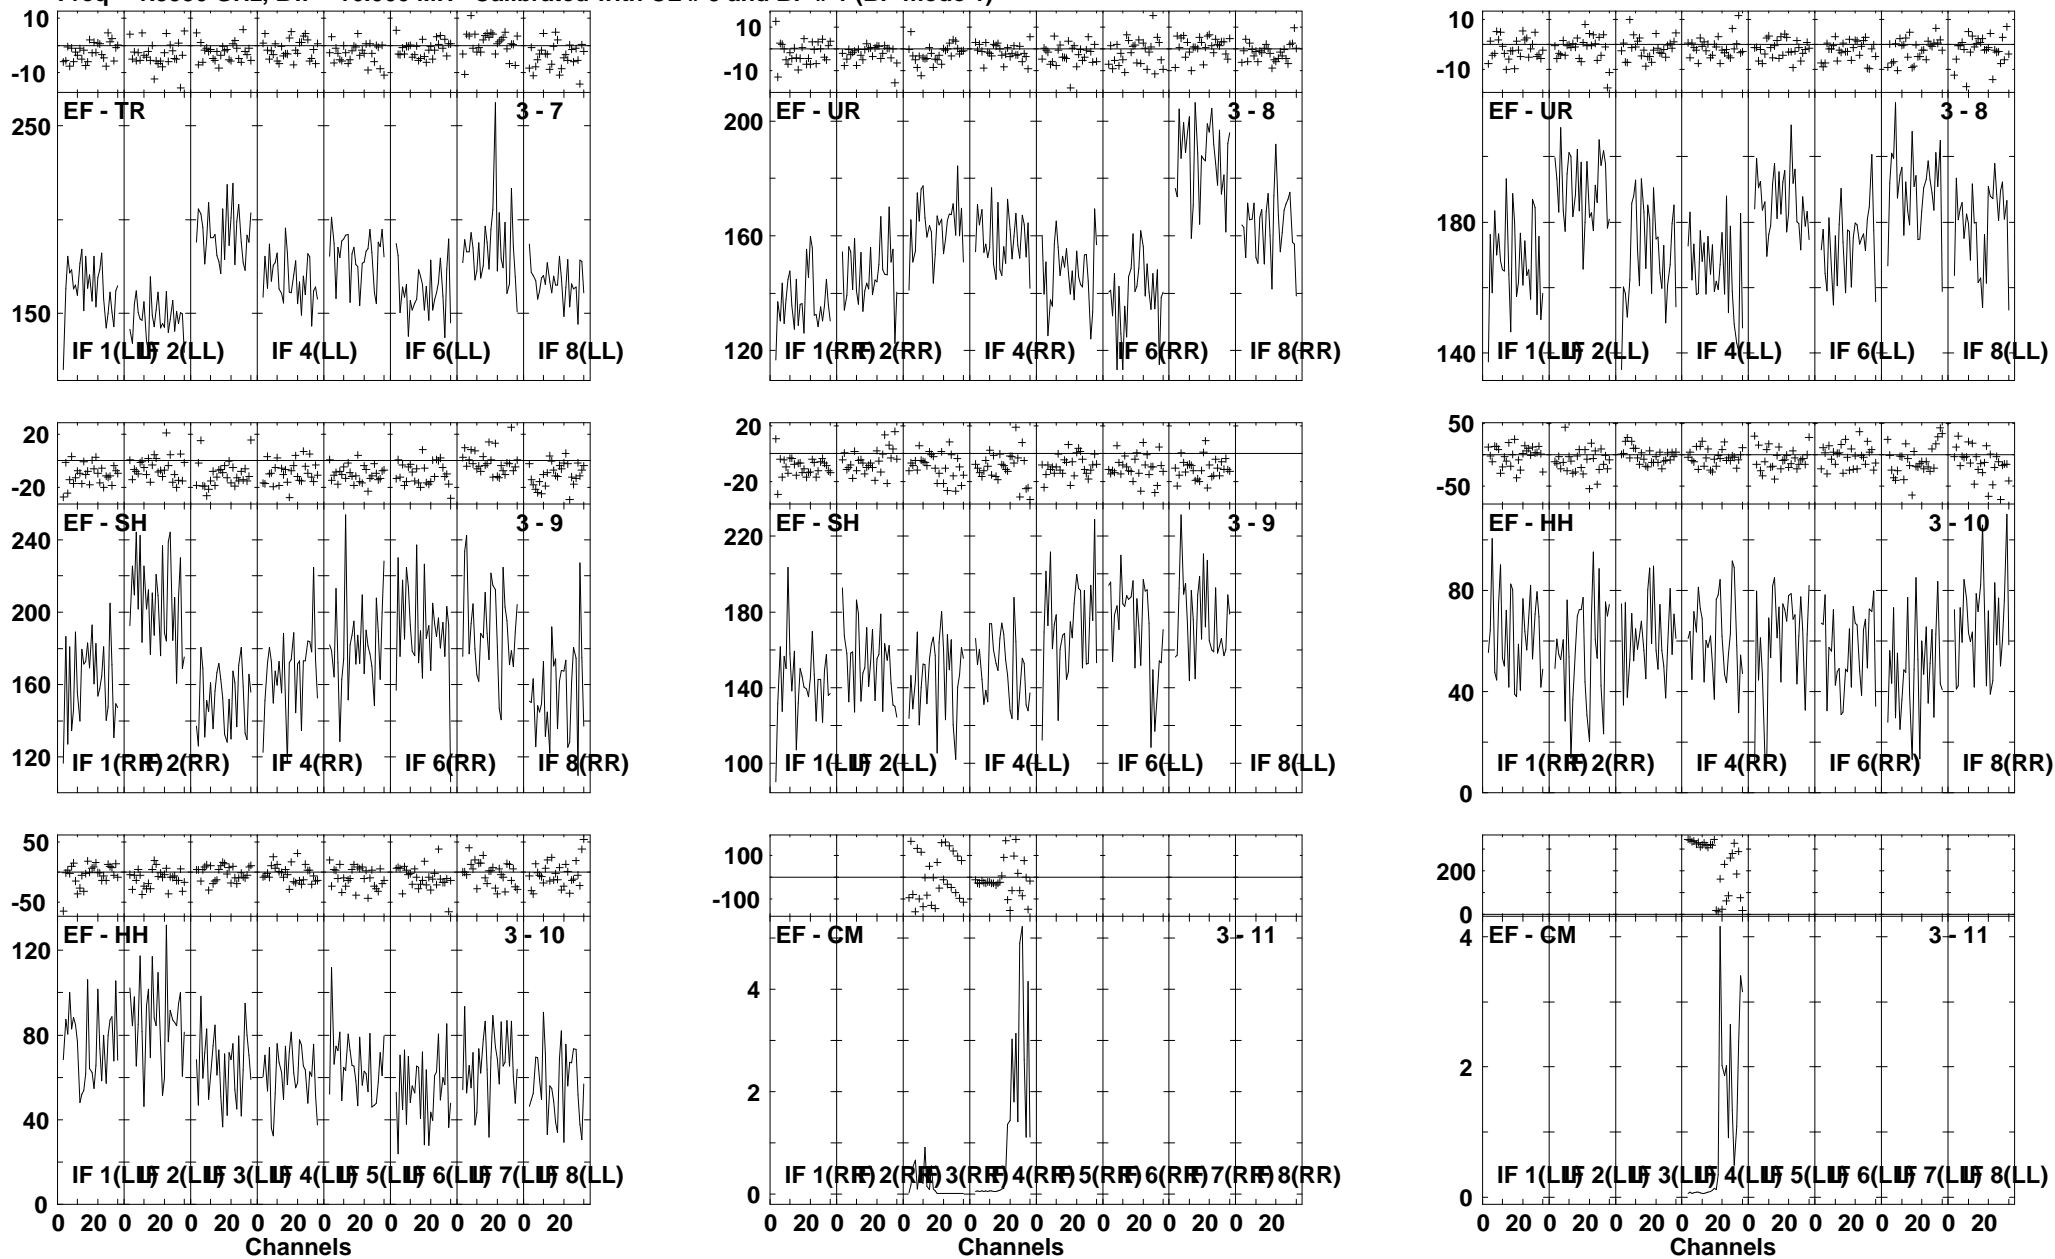 10
-10
EF - TR 3 - 7
250
150
IF 1(LL) IF 2(LL) IF 4(LL) IF 6(LL) IF 8(LL)
10
-10
EF - UR 3 - 8
200
160
120
IF 1(RR) IF 2(RR) IF 4(RR) IF 6(RR) IF 8(RR)
10
-10
EF - UR 3 - 8
180
140
IF 1(LL) IF 2(LL) IF 4(LL) IF 6(LL) IF 8(LL)
20
-20
EF - SH 3 - 9
240
200
160
120
IF 1(RR) IF 2(RR) IF 4(RR) IF 6(RR) IF 8(RR)
20
-20
EF - SH 3 - 9
220
180
140
100
IF 1(LL) IF 2(LL) IF 4(LL) IF 6(LL) IF 8(LL)
50
-50
EF - HH 3 - 10
80
40
0
IF 1(RR) IF 2(RR) IF 4(RR) IF 6(RR) IF 8(RR)
50
-50
EF - HH 3 - 10
120
80
40
0
IF 1(LL) IF 2(LL) IF 3(LL) IF 4(LL) IF 5(LL) IF 6(LL) IF 7(LL) IF 8(LL)
0 20 0 20 0 20 0 20 0 20 0 20 0 20 0 20
Channels
100
-100
EF - CM 3 - 11
4
2
0
IF 1(RR) IF 2(RR) IF 3(RR) IF 4(RR) IF 5(RR) IF 6(RR) IF 7(RR) IF 8(RR)
0 20 0 20 0 20 0 20 0 20 0 20 0 20 0 20
Channels
200
0
EF - CM 3 - 11
4
2
0
IF 1(LL) IF 2(LL) IF 3(LL) IF 4(LL) IF 5(LL) IF 6(LL) IF 7(LL) IF 8(LL)
0 20 0 20 0 20 0 20 0 20 0 20 0 20 0 20
Channels